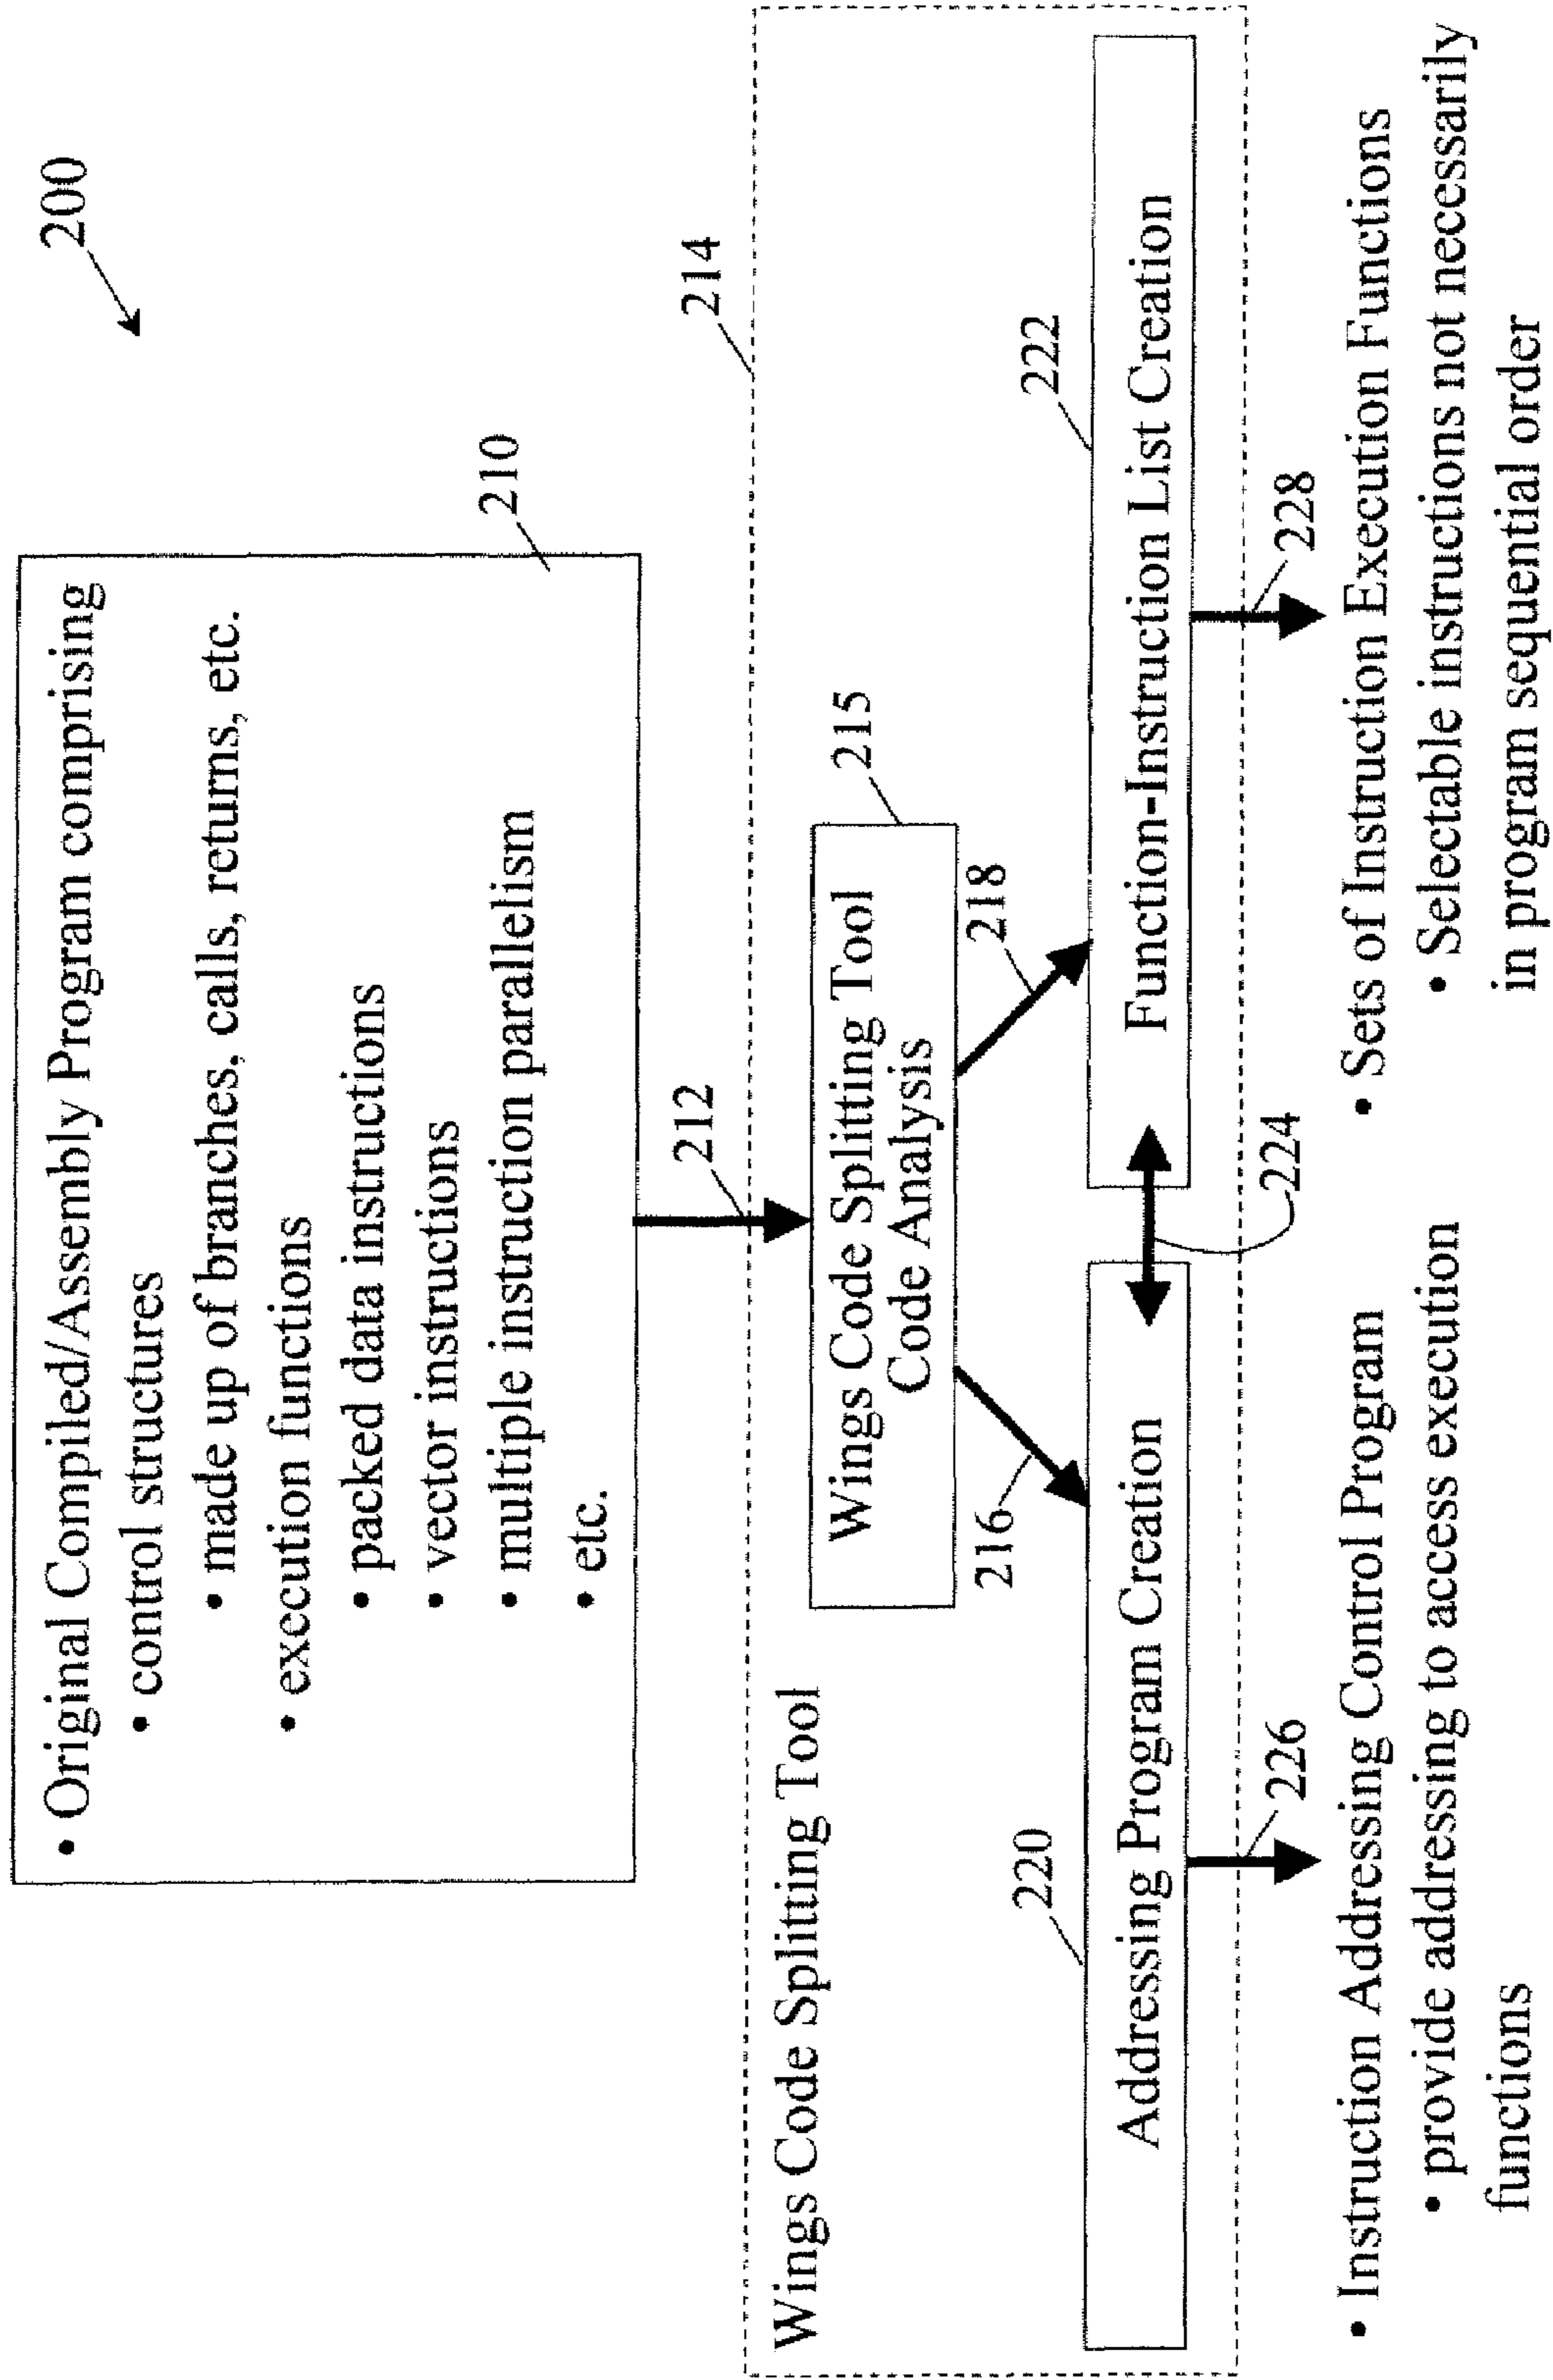 200
• Original Compiled/Assembly Program comprising
• control structures
• made up of branches, calls, returns, etc.
• execution functions
• packed data instructions
• vector instructions
• multiple instruction parallelism
• etc.
210
212
214
Wings Code Splitting Tool
Wings Code Splitting Tool
Code Analysis
215
216
218
220
Addressing Program Creation
222
Function-Instruction List Creation
224
226
228
• Instruction Addressing Control Program
• provide addressing to access execution
functions
• Sets of Instruction Execution Functions
• Selectable instructions not necessarily
in program sequential order